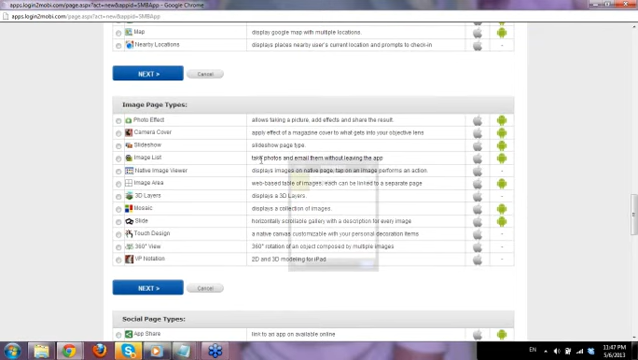 apps.login2mobi.com/page.aspx?act=new&appid=SMBApp - Google Chrome
apps.login2mobi.com/page.aspx?act=new&appid=SMBApp
Map display google map with multiple locations.
Nearby Locations displays places nearby user's current location and prompts to check-in
NEXT > Cancel
Image Page Types:
Photo Effect allows taking a picture, add effects and share the result.
Camera Cover apply effect of a magazine cover to what gets into your objective lens
Slideshow slideshow page type.
Image List take photos and email them without leaving the app
Native Image Viewer displays images on native page, tap on an image performs an action.
Image Area web-based table of images, each can be linked to a separate page
3D Layers displays a 3D Layers.
Mosaic displays a collection of images.
Slide horizontally scrollable gallery with a description for every image
Touch Design a native canvas customizable with your personal decoration items
360° View 360° rotation of an object composed by multiple images
VP Notation 2D and 3D modeling for iPad
NEXT > Cancel
Social Page Types:
App Share link to an app on available online
EN
11:47 PM
5/6/2013